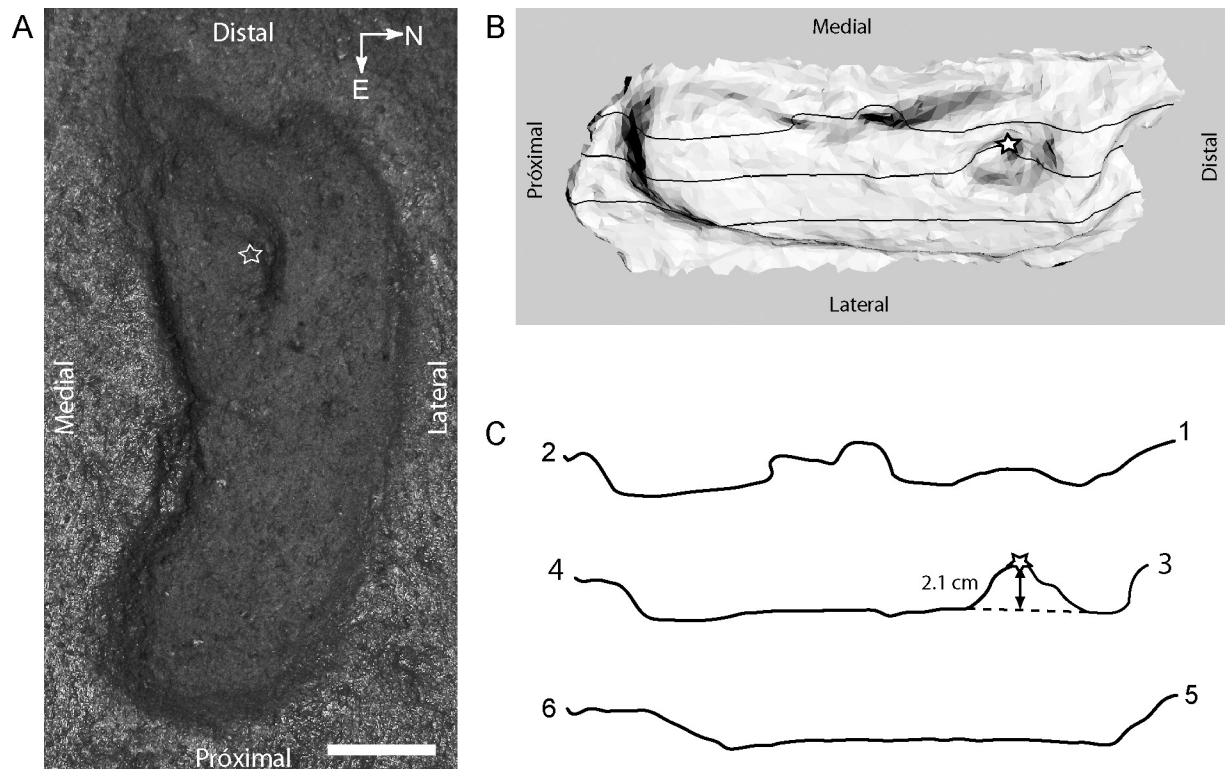 A
Distal
N
E
Medial
Lateral
Próximal
B
Medial
Próximal
Distal
Lateral
C
2
1
4
2.1 cm
3
6
5